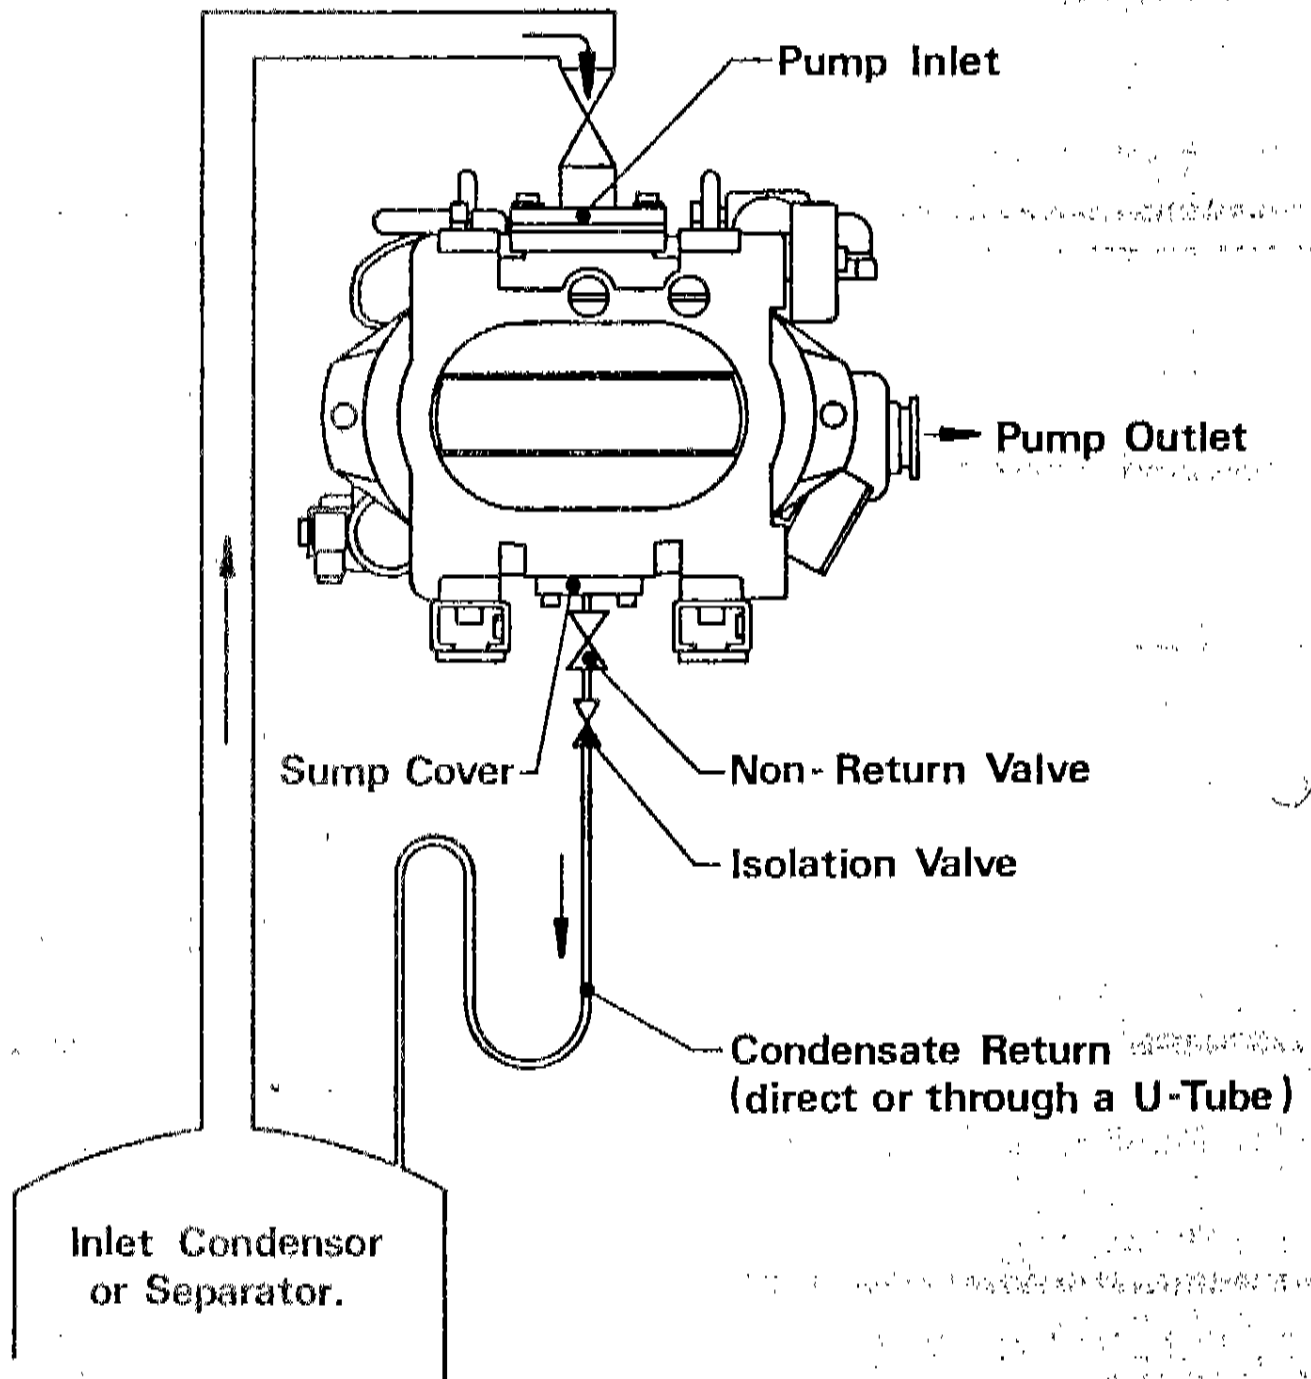 Pump Inlet
Pump Outlet
Sump Cover
Non-Return Valve
Isolation Valve
Condensate Return
(direct or through a U-Tube)
Inlet Condensor
or Separator.